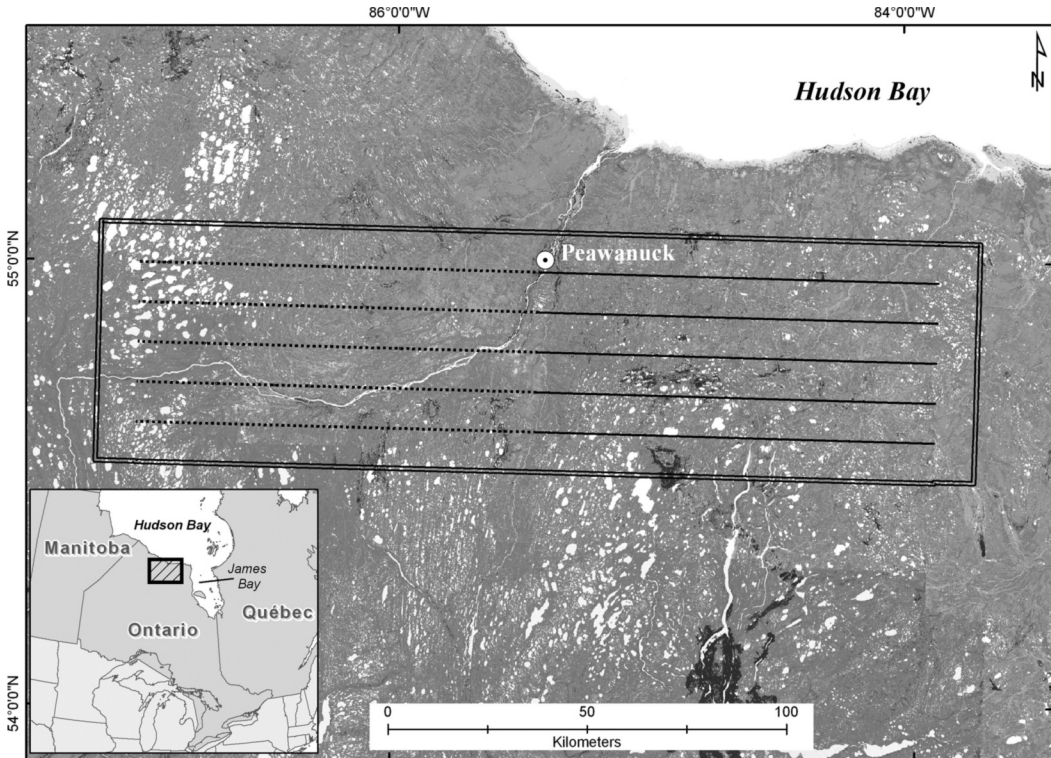 86°0'0"W
84°0'0"W
Hudson Bay
N
55°0'0"N
Peawanuck
Hudson Bay
Manitoba
James
Bay
Québec
Ontario
54°0'0"N
0 50 100
Kilometers